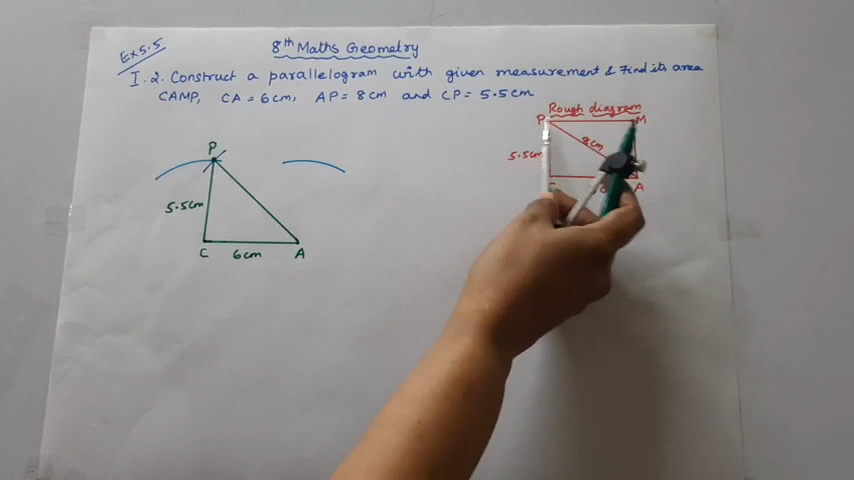 Ex 5.5
8th Maths Geometry
I. 2. Construct a parallelogram with given measurement & Find its area
CAMP, CA = 6cm, AP = 8cm and CP = 5.5cm
Rough diagram
P M
8cm
5.5cm
A
P
5.5cm
C 6cm A